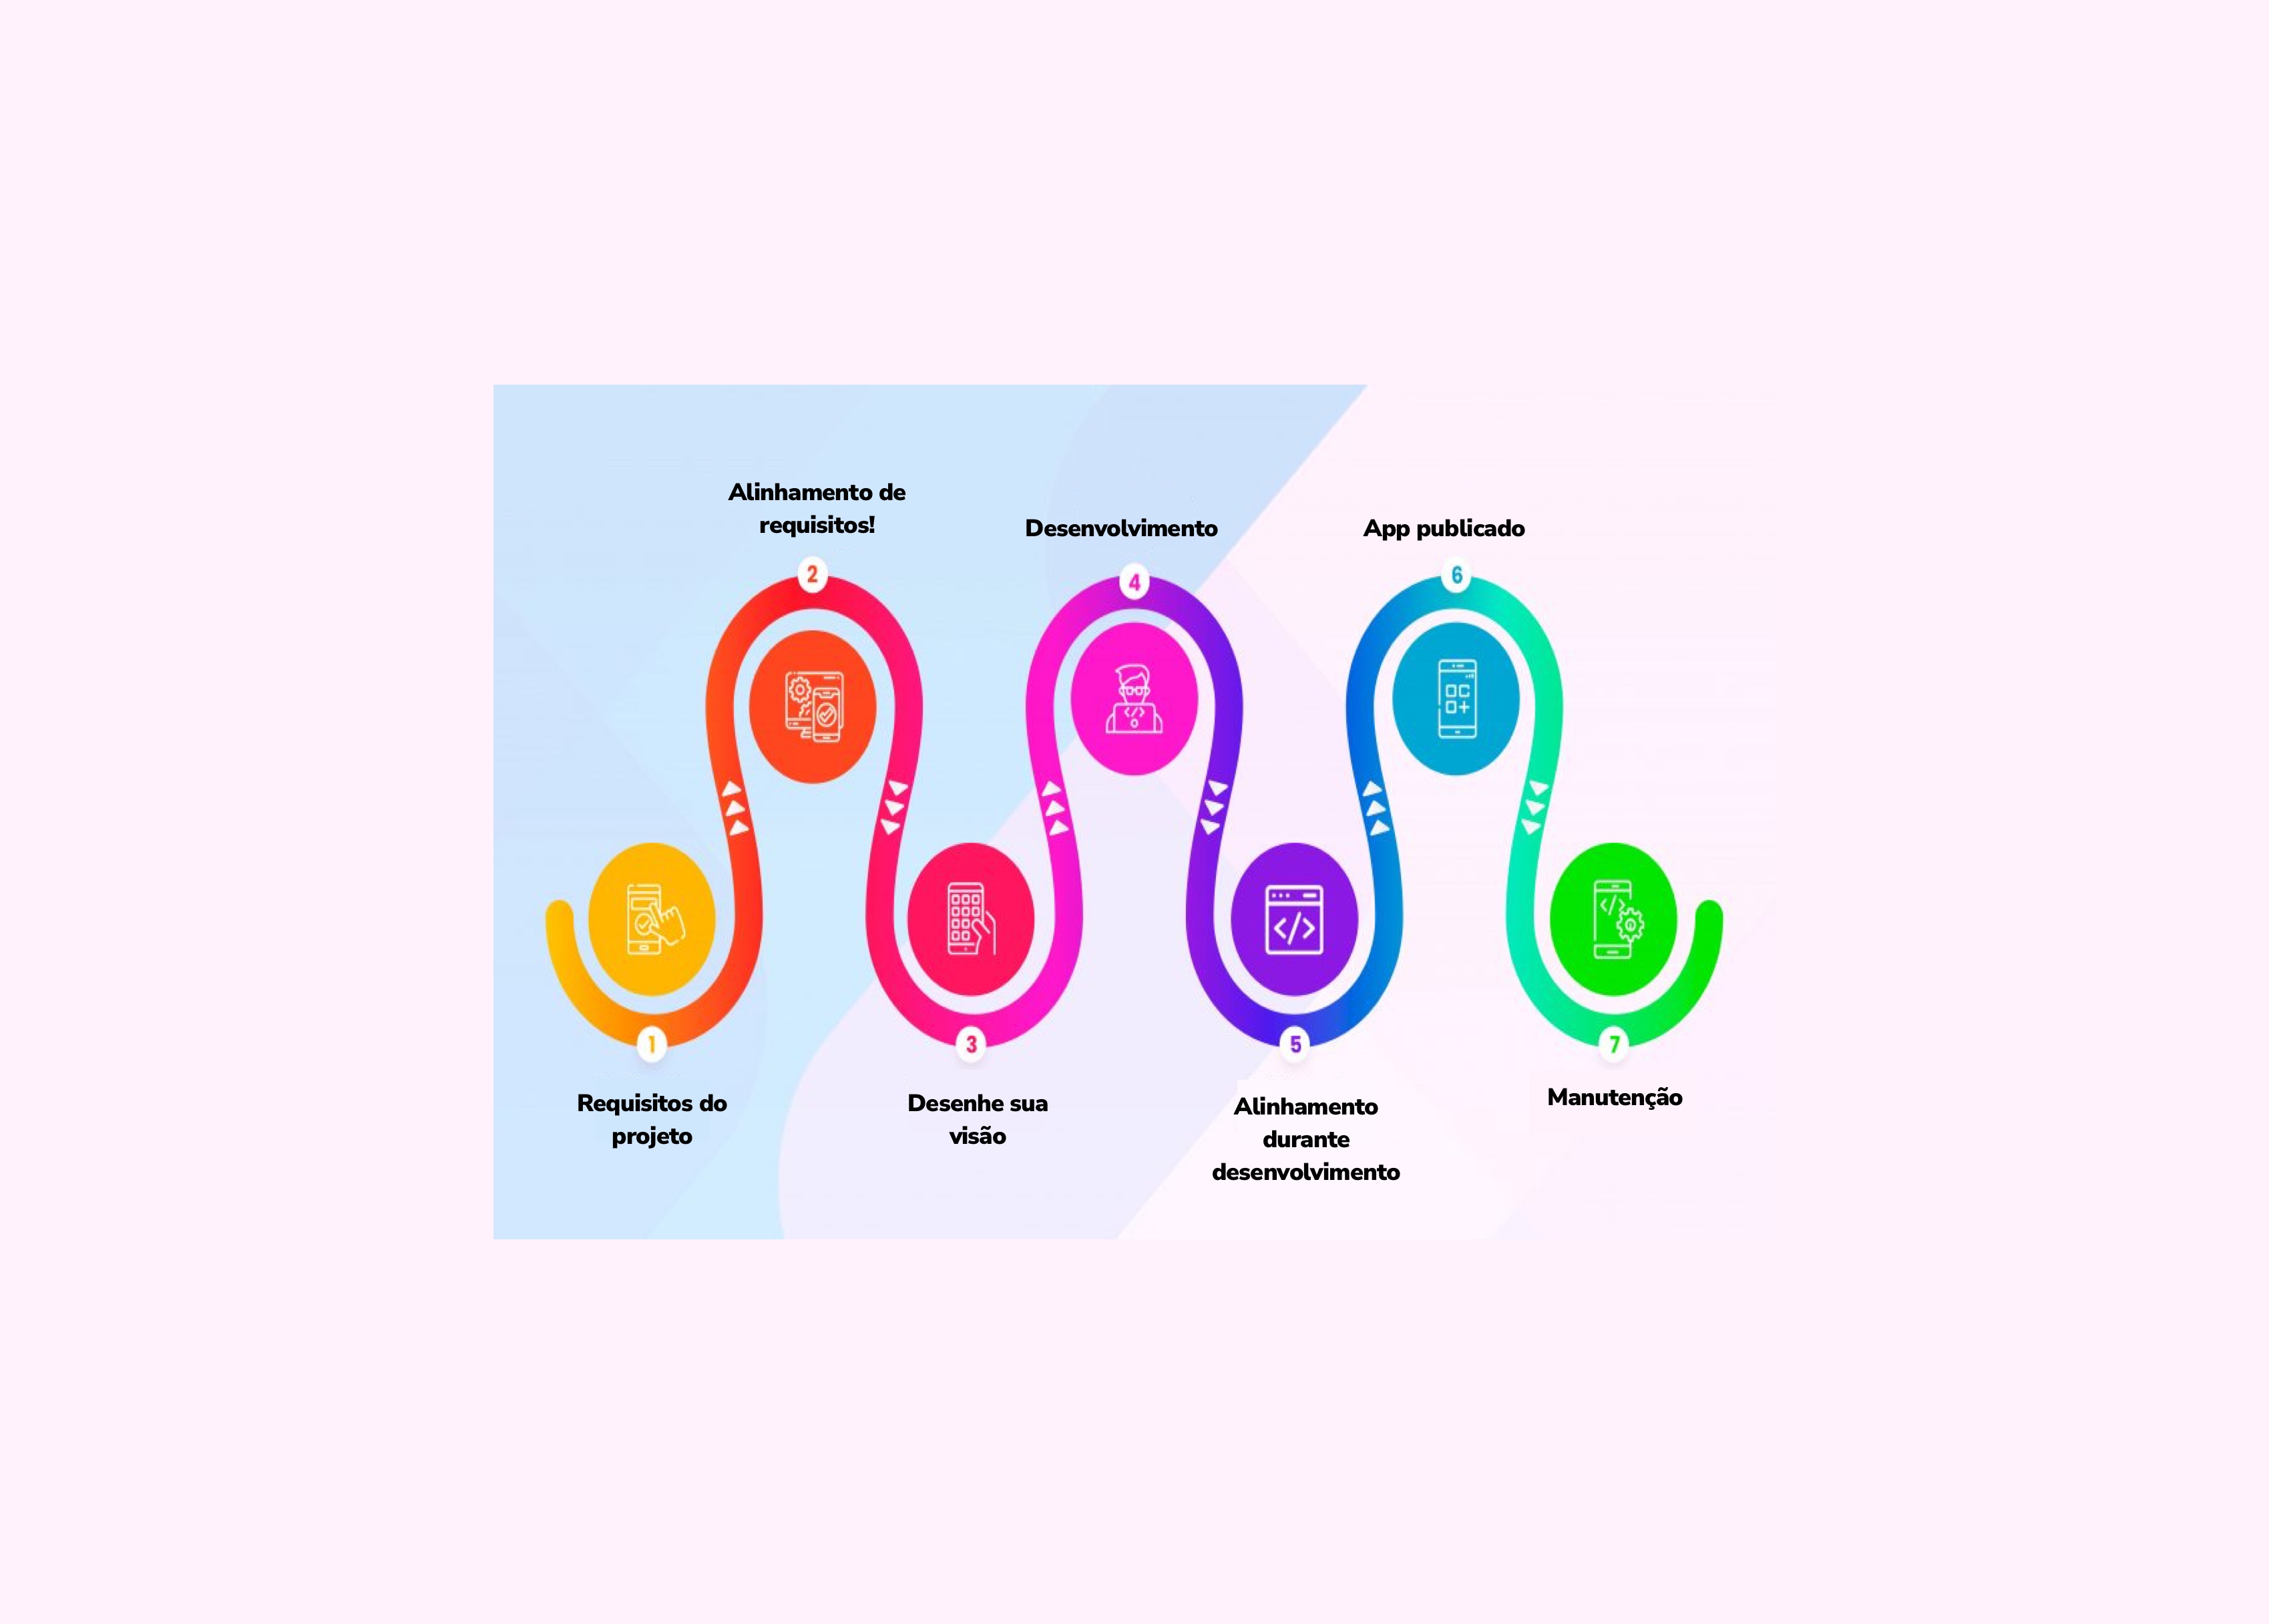 Alinhamento de
requisitos!
Desenvolvimento
App publicado
2
4
6
1
3
5
7
Requisitos do
projeto
Desenhe sua
visão
Alinhamento
durante
desenvolvimento
Manutenção